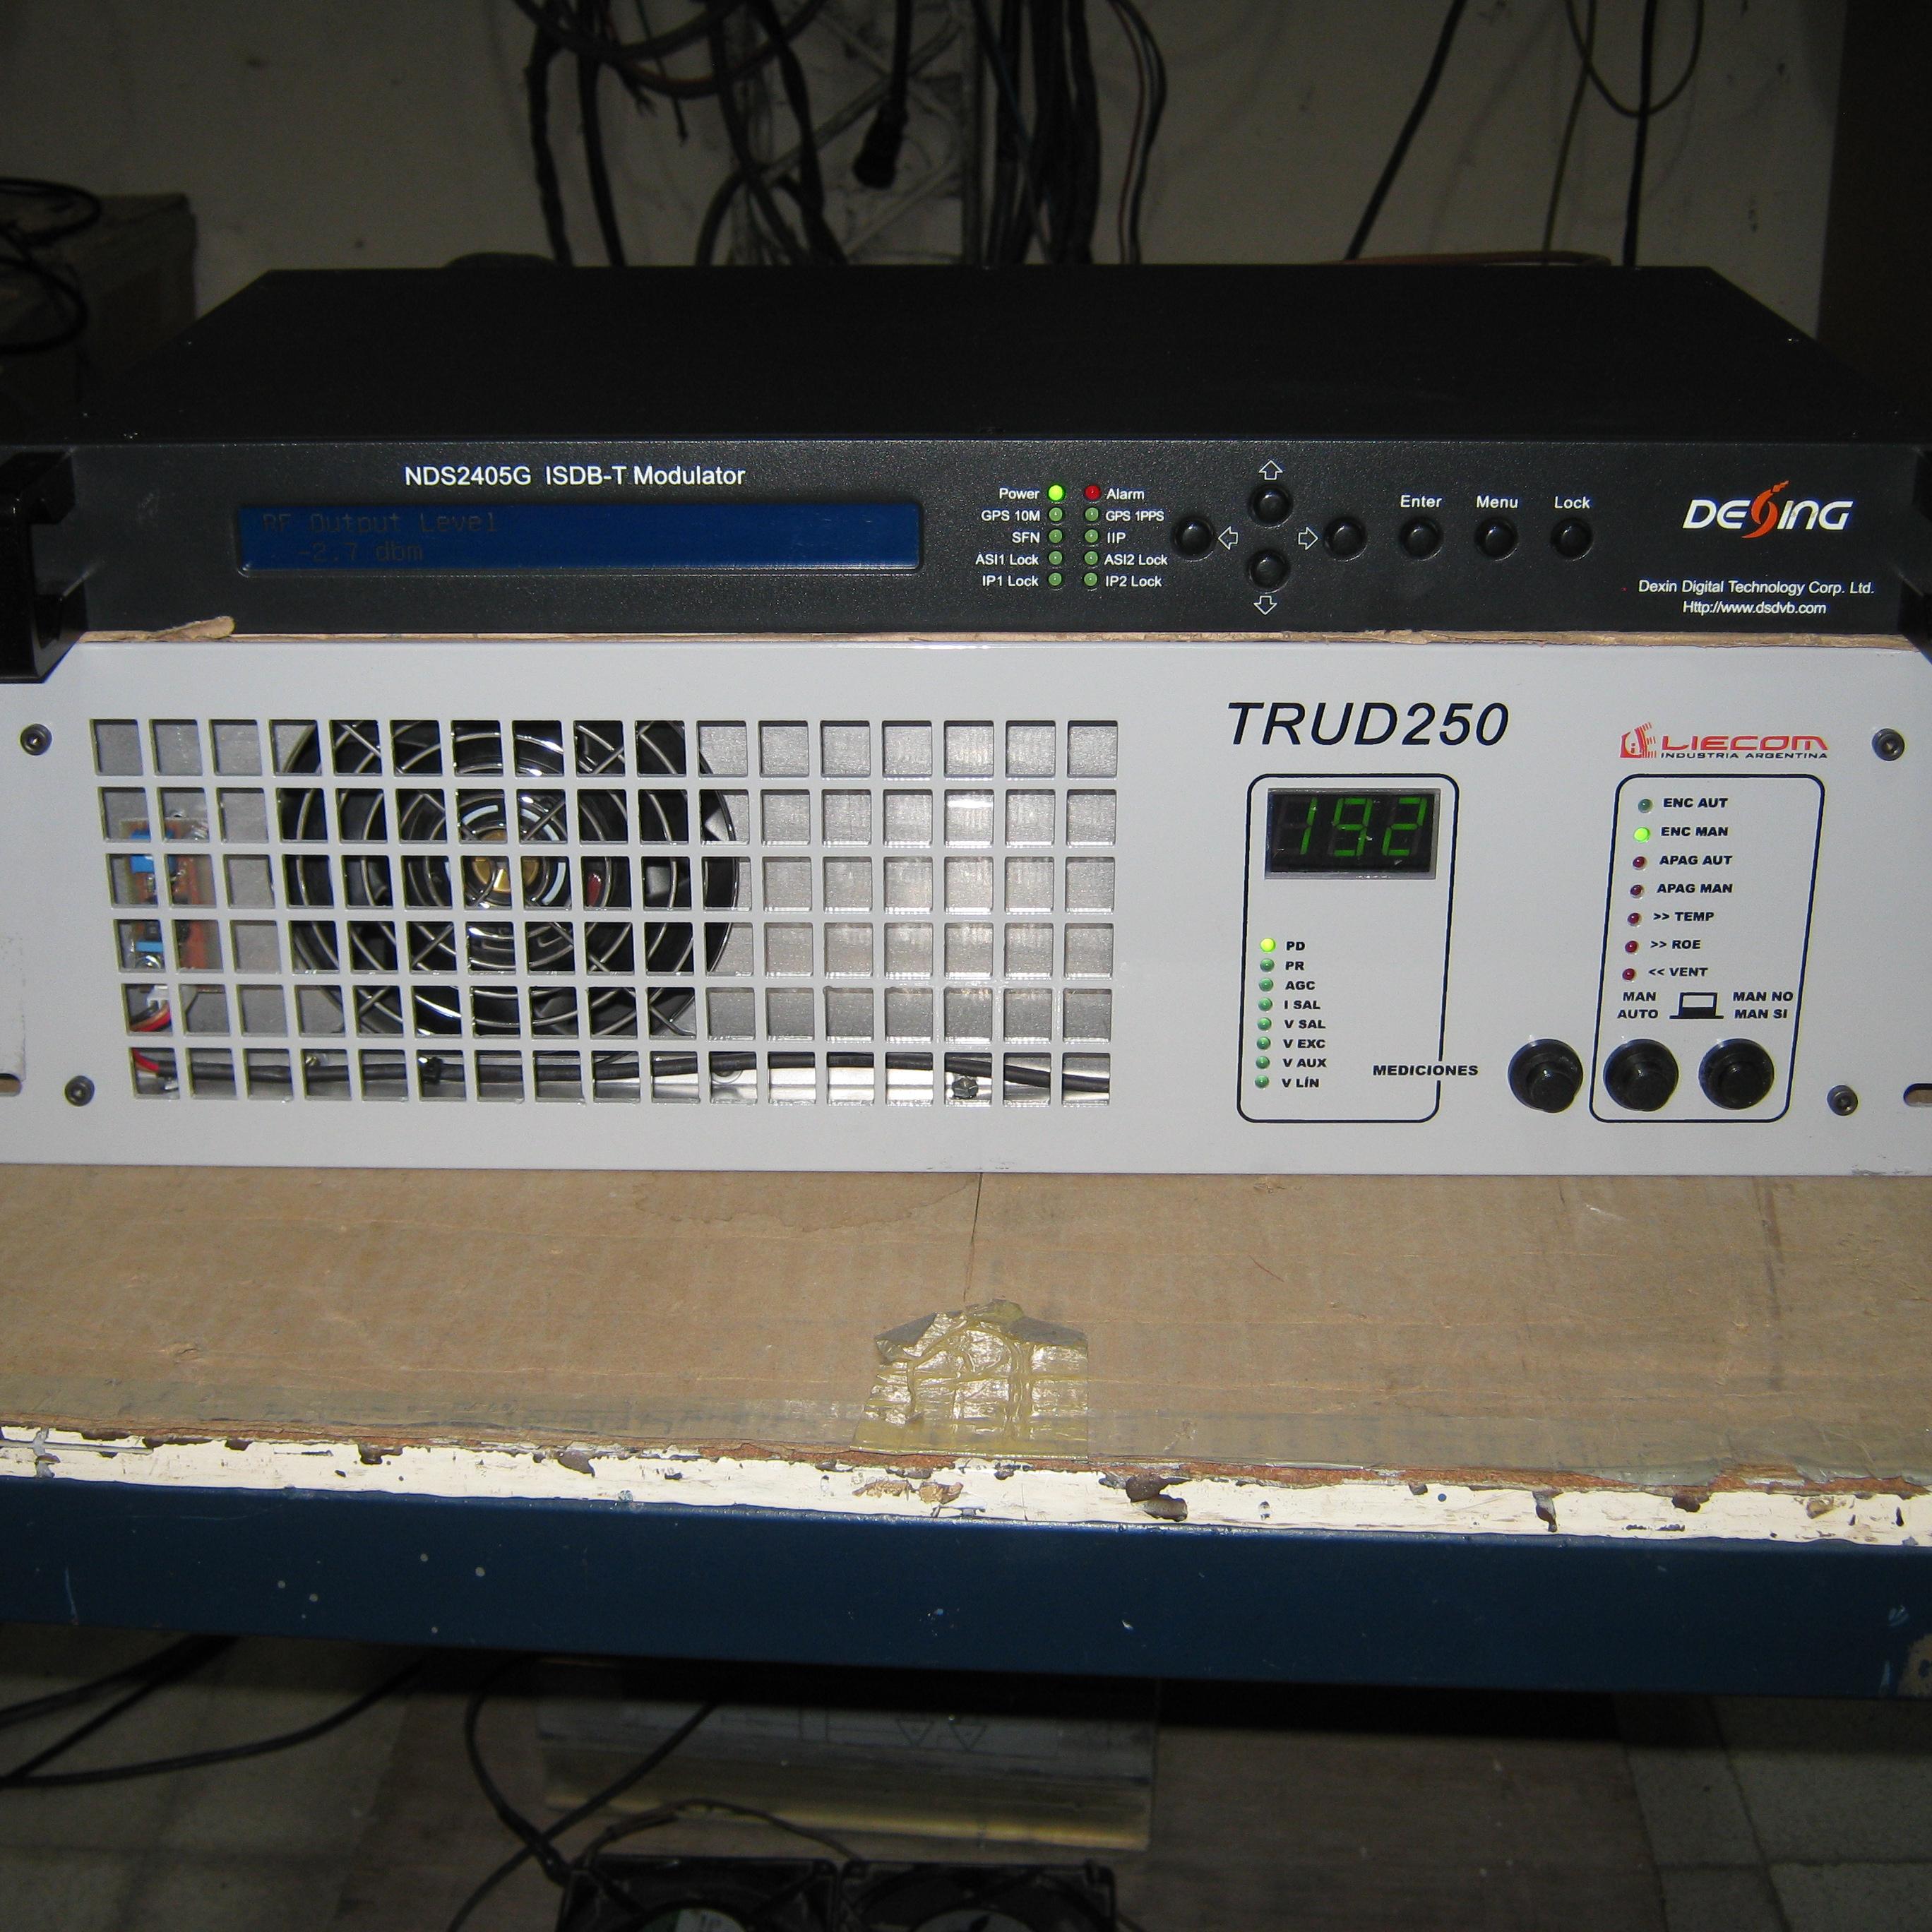 NDS2405G ISDB-T Modulator
RF Output Level
-2.7 dbm
Power Alarm
GPS 10M GPS 1PPS
SFN IIP
ASI1 Lock ASI2 Lock
IP1 Lock IP2 Lock
Enter Menu Lock
DESING
Dexin Digital Technology Corp. Ltd.
Http://www.dsdvb.com
TRUD250
LIECOM
INDUSTRIA ARGENTINA
192
PD
PR
AGC
I SAL
V SAL
V EXC
V AUX
V LÍN
MEDICIONES
ENC AUT
ENC MAN
APAG AUT
APAG MAN
>> TEMP
>> ROE
<< VENT
MAN MAN NO
AUTO MAN SI